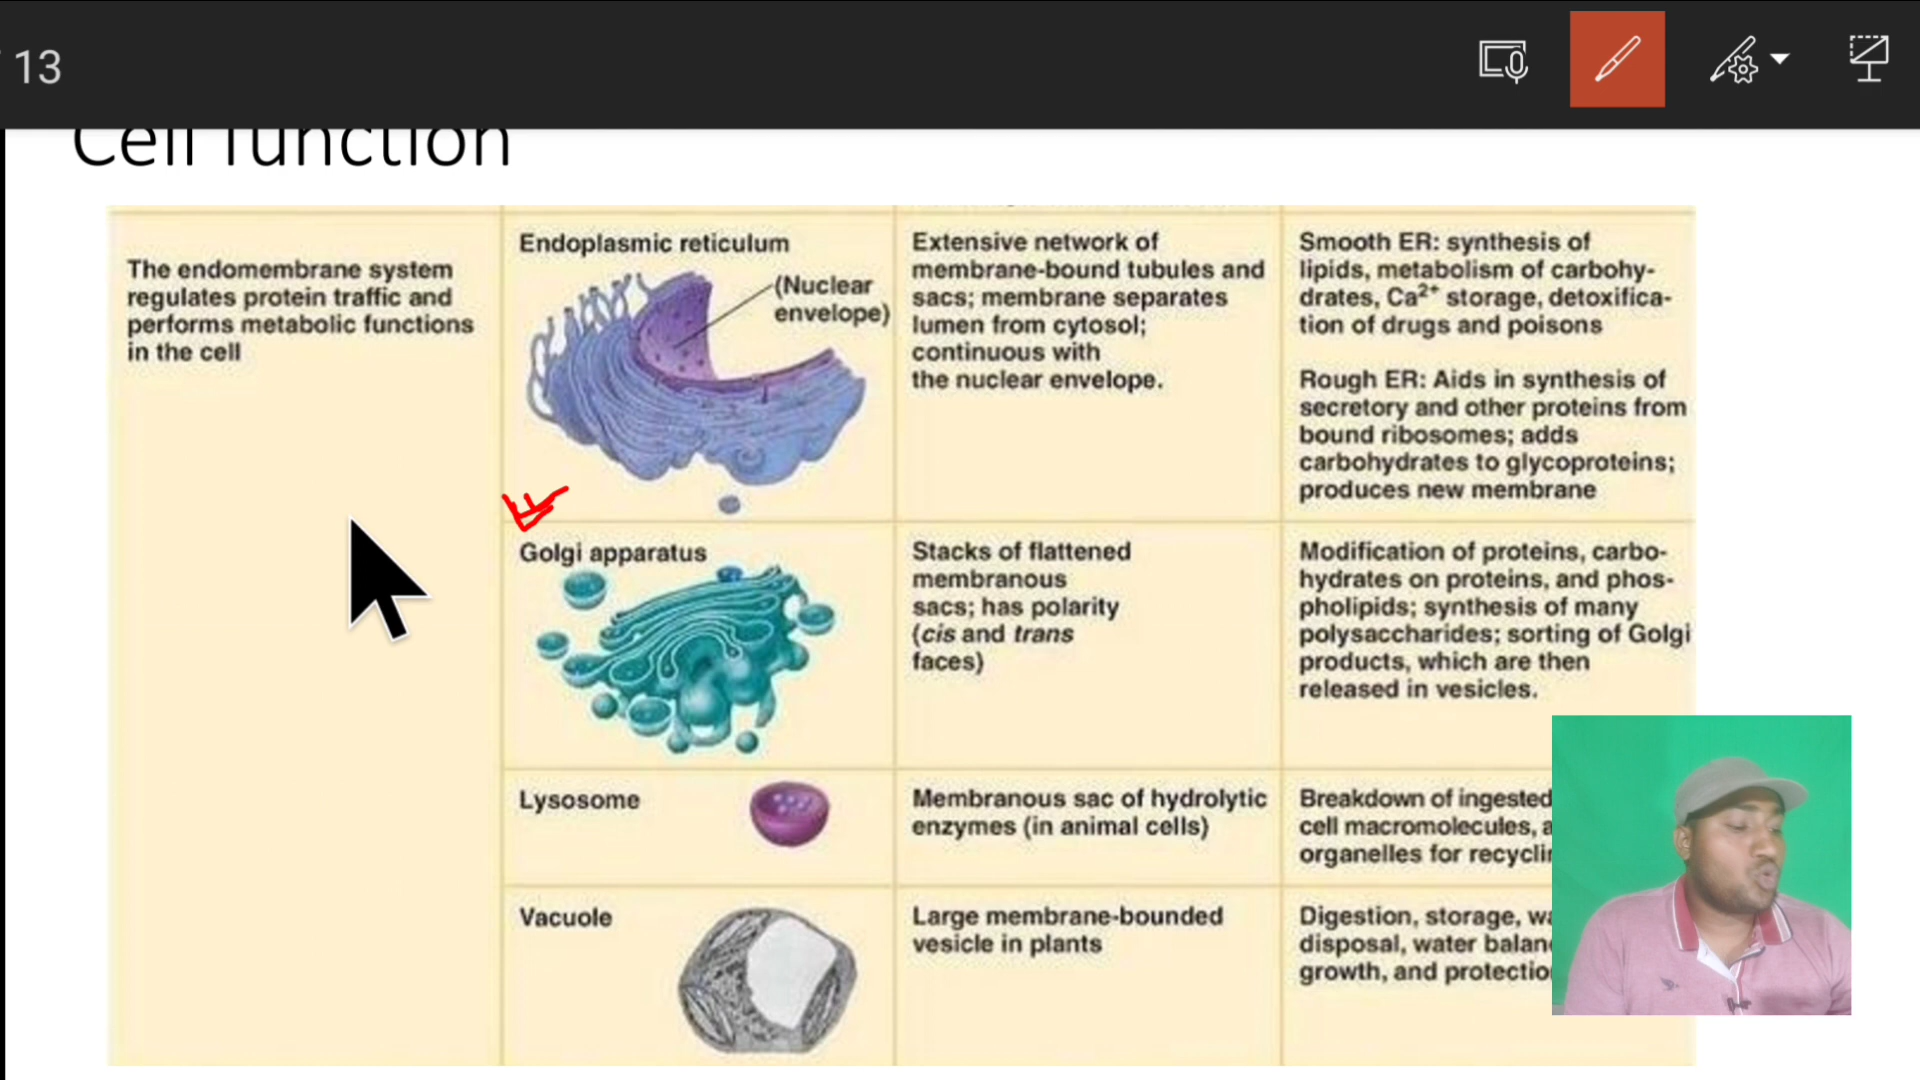 13
Cell function
The endomembrane system
regulates protein traffic and
performs metabolic functions
in the cell
Endoplasmic reticulum
(Nuclear
envelope)
Extensive network of
membrane-bound tubules and
sacs; membrane separates
lumen from cytosol;
continuous with
the nuclear envelope.
Smooth ER: synthesis of
lipids, metabolism of carbohy-
drates, Ca2+ storage, detoxifica-
tion of drugs and poisons
Rough ER: Aids in synthesis of
secretory and other proteins from
bound ribosomes; adds
carbohydrates to glycoproteins;
produces new membrane
Golgi apparatus
Stacks of flattened
membranous
sacs; has polarity
(cis and trans
faces)
Modification of proteins, carbo-
hydrates on proteins, and phos-
pholipids; synthesis of many
polysaccharides; sorting of Golgi
products, which are then
released in vesicles.
Lysosome
Membranous sac of hydrolytic
enzymes (in animal cells)
Breakdown of ingested
cell macromolecules,
organelles for
Vacuole
Large membrane-bounded
vesicle in plants
Digestion, storage,
disposal, water
growth, and